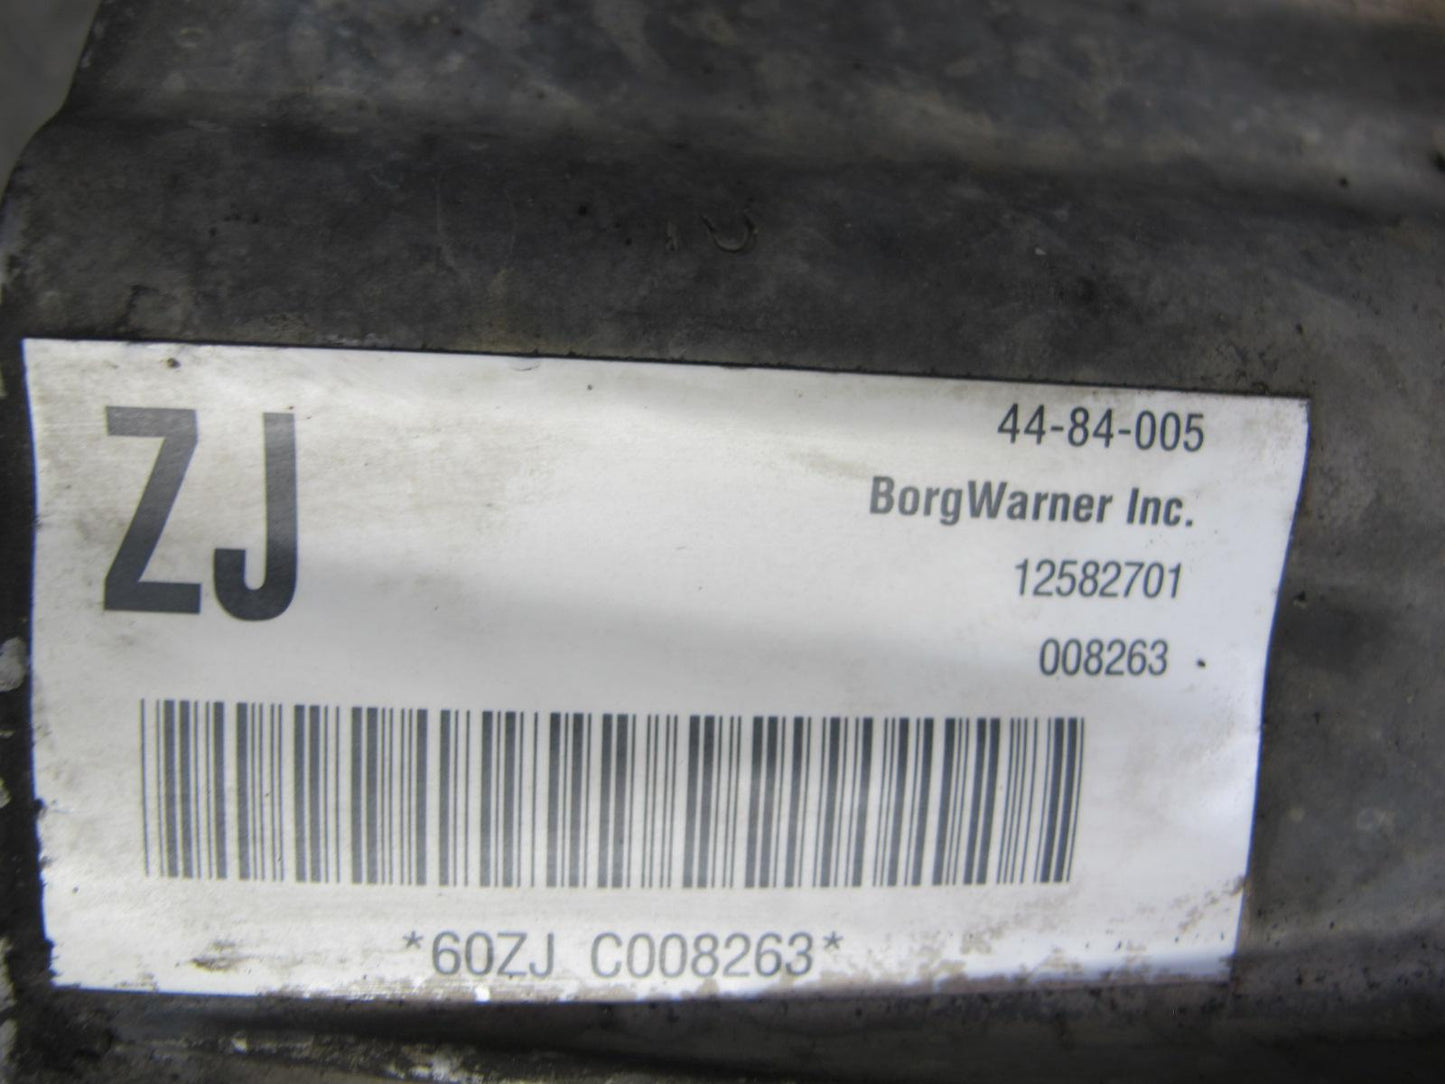 ZJ
44-84-005
BorgWarner Inc.
12582701
008263
*60ZJ C008263*